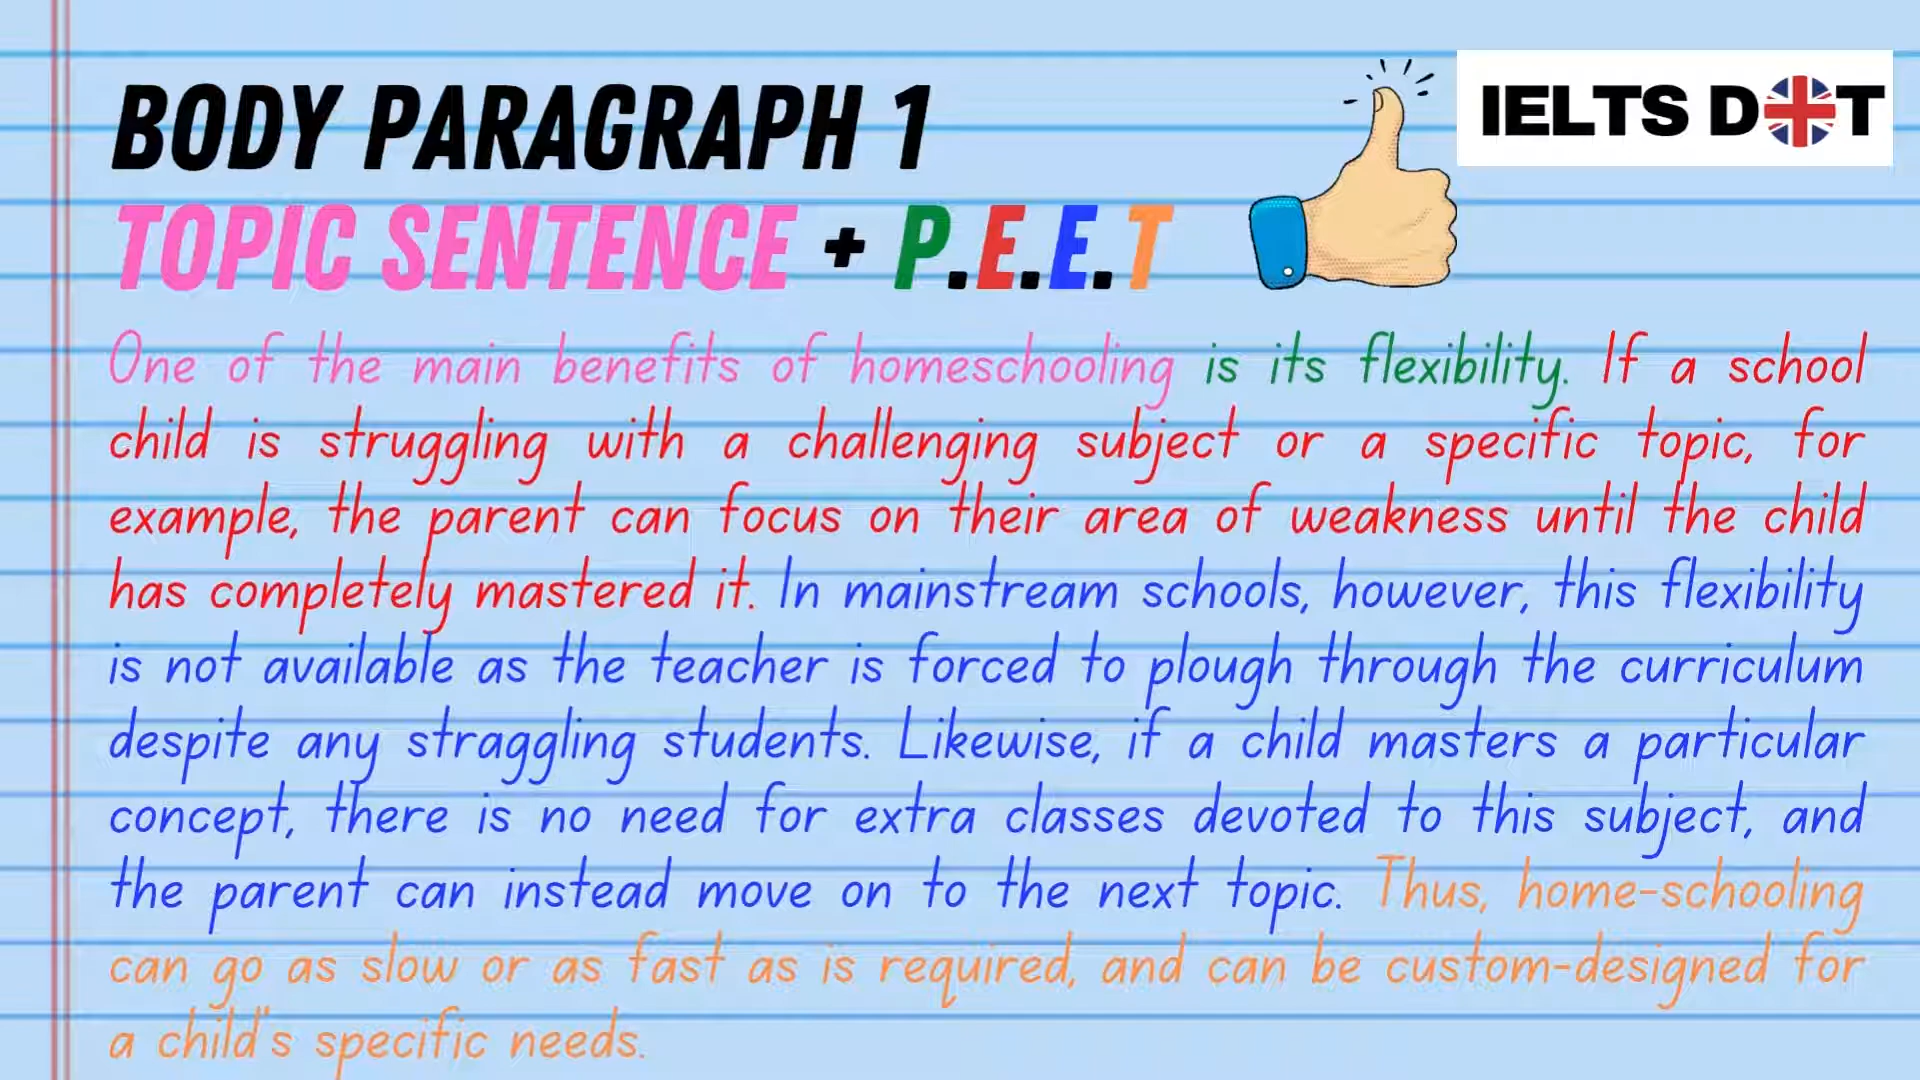 BODY PARAGRAPH 1
IELTS DOT
TOPIC SENTENCE + P.E.E.T
One of the main benefits of homeschooling is its flexibility. If a school
child is struggling with a challenging subject or a specific topic, for
example, the parent can focus on their area of weakness until the child
has completely mastered it. In mainstream schools, however, this flexibility
is not available as the teacher is forced to plough through the curriculum
despite any straggling students. Likewise, if a child masters a particular
concept, there is no need for extra classes devoted to this subject, and
the parent can instead move on to the next topic. Thus, home-schooling
can go as slow or as fast as is required, and can be custom-designed for
a child"s specific needs.